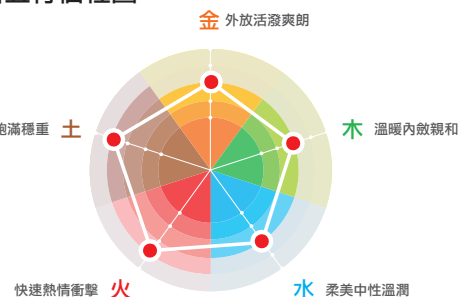 金 外放活潑爽朗
飽滿穩重 土
木 溫暖內斂親和
快速熱情衝擊 火
水 柔美中性溫潤